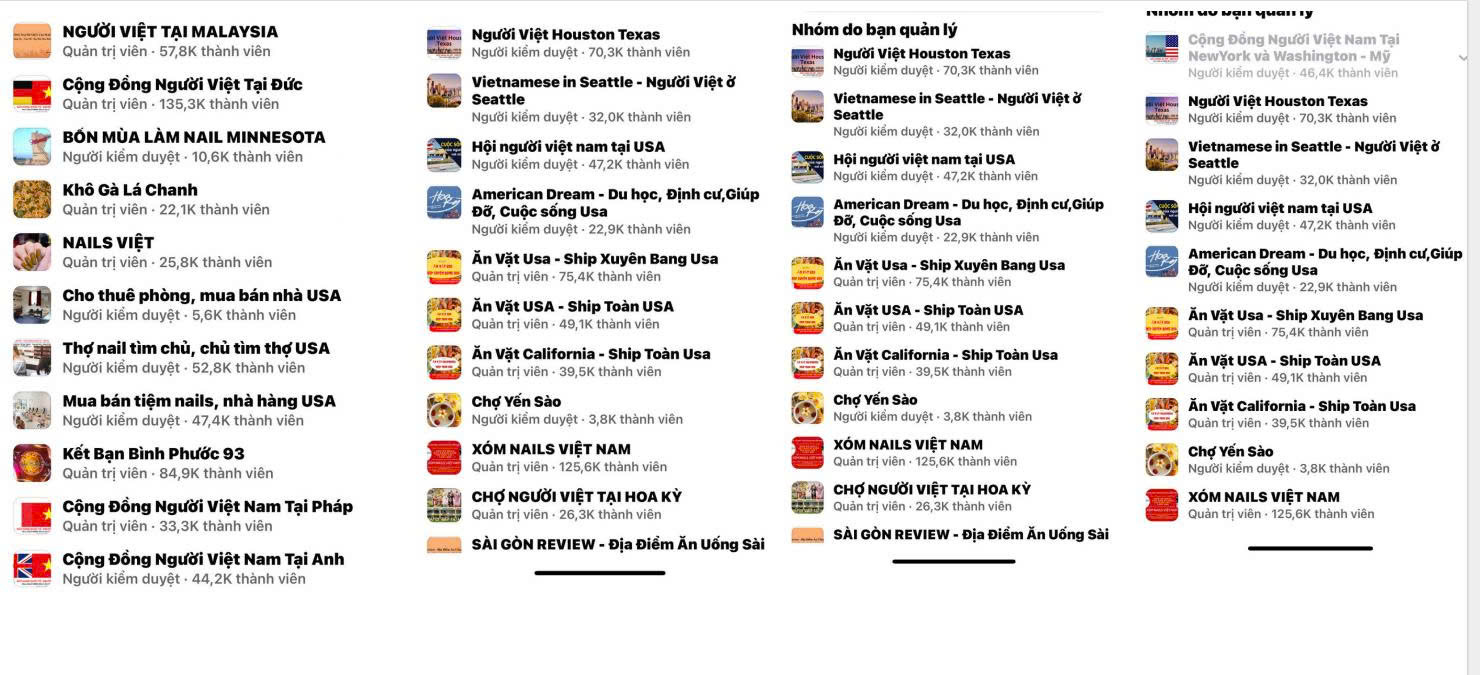 NGƯỜI VIỆT TẠI MALAYSIA
Quản trị viên · 57,8K thành viên
Cộng Đồng Người Việt Tại Đức
Quản trị viên · 135,3K thành viên
BỐN MÙA LÀM NAIL MINNESOTA
Người kiểm duyệt · 10,6K thành viên
Khô Gà Lá Chanh
Quản trị viên · 22,1K thành viên
NAILS VIỆT
Quản trị viên · 25,8K thành viên
Cho thuê phòng, mua bán nhà USA
Người kiểm duyệt · 5,6K thành viên
Thợ nail tìm chủ, chủ tìm thợ USA
Người kiểm duyệt · 52,8K thành viên
Mua bán tiệm nails, nhà hàng USA
Người kiểm duyệt · 47,4K thành viên
Kết Bạn Bình Phước 93
Quản trị viên · 84,9K thành viên
Cộng Đồng Người Việt Nam Tại Pháp
Quản trị viên · 33,3K thành viên
Cộng Đồng Người Việt Nam Tại Anh
Người kiểm duyệt · 44,2K thành viên
Người Việt Houston Texas
Người kiểm duyệt · 70,3K thành viên
Vietnamese in Seattle - Người Việt ở
Seattle
Người kiểm duyệt · 32,0K thành viên
Hội người việt nam tại USA
Người kiểm duyệt · 47,2K thành viên
American Dream - Du học, Định cư,Giúp
Đỡ, Cuộc sống Usa
Người kiểm duyệt · 22,9K thành viên
Ăn Vặt Usa - Ship Xuyên Bang Usa
Quản trị viên · 75,4K thành viên
Ăn Vặt USA - Ship Toàn USA
Quản trị viên · 49,1K thành viên
Ăn Vặt California - Ship Toàn Usa
Quản trị viên · 39,5K thành viên
Chợ Yến Sào
Người kiểm duyệt · 3,8K thành viên
XÓM NAILS VIỆT NAM
Quản trị viên · 125,6K thành viên
CHỢ NGƯỜI VIỆT TẠI HOA KỲ
Quản trị viên · 26,3K thành viên
SÀI GÒN REVIEW - Địa Điểm Ăn Uống Sài
Nhóm do bạn quản lý
Người Việt Houston Texas
Người kiểm duyệt · 70,3K thành viên
Vietnamese in Seattle - Người Việt ở
Seattle
Người kiểm duyệt · 32,0K thành viên
Hội người việt nam tại USA
Người kiểm duyệt · 47,2K thành viên
American Dream - Du học, Định cư,Giúp
Đỡ, Cuộc sống Usa
Người kiểm duyệt · 22,9K thành viên
Ăn Vặt Usa - Ship Xuyên Bang Usa
Quản trị viên · 75,4K thành viên
Ăn Vặt USA - Ship Toàn USA
Quản trị viên · 49,1K thành viên
Ăn Vặt California - Ship Toàn Usa
Quản trị viên · 39,5K thành viên
Chợ Yến Sào
Người kiểm duyệt · 3,8K thành viên
XÓM NAILS VIỆT NAM
Quản trị viên · 125,6K thành viên
CHỢ NGƯỜI VIỆT TẠI HOA KỲ
Quản trị viên · 26,3K thành viên
SÀI GÒN REVIEW - Địa Điểm Ăn Uống Sài
Nhóm do bạn quản lý
Cộng Đồng Người Việt Nam Tại
NewYork và Washington - Mỹ
Người kiểm duyệt · 46,4K thành viên
Người Việt Houston Texas
Người kiểm duyệt · 70,3K thành viên
Vietnamese in Seattle - Người Việt ở
Seattle
Người kiểm duyệt · 32,0K thành viên
Hội người việt nam tại USA
Người kiểm duyệt · 47,2K thành viên
American Dream - Du học, Định cư,Giúp
Đỡ, Cuộc sống Usa
Người kiểm duyệt · 22,9K thành viên
Ăn Vặt Usa - Ship Xuyên Bang Usa
Quản trị viên · 75,4K thành viên
Ăn Vặt USA - Ship Toàn USA
Quản trị viên · 49,1K thành viên
Ăn Vặt California - Ship Toàn Usa
Quản trị viên · 39,5K thành viên
Chợ Yến Sào
Người kiểm duyệt · 3,8K thành viên
XÓM NAILS VIỆT NAM
Quản trị viên · 125,6K thành viên